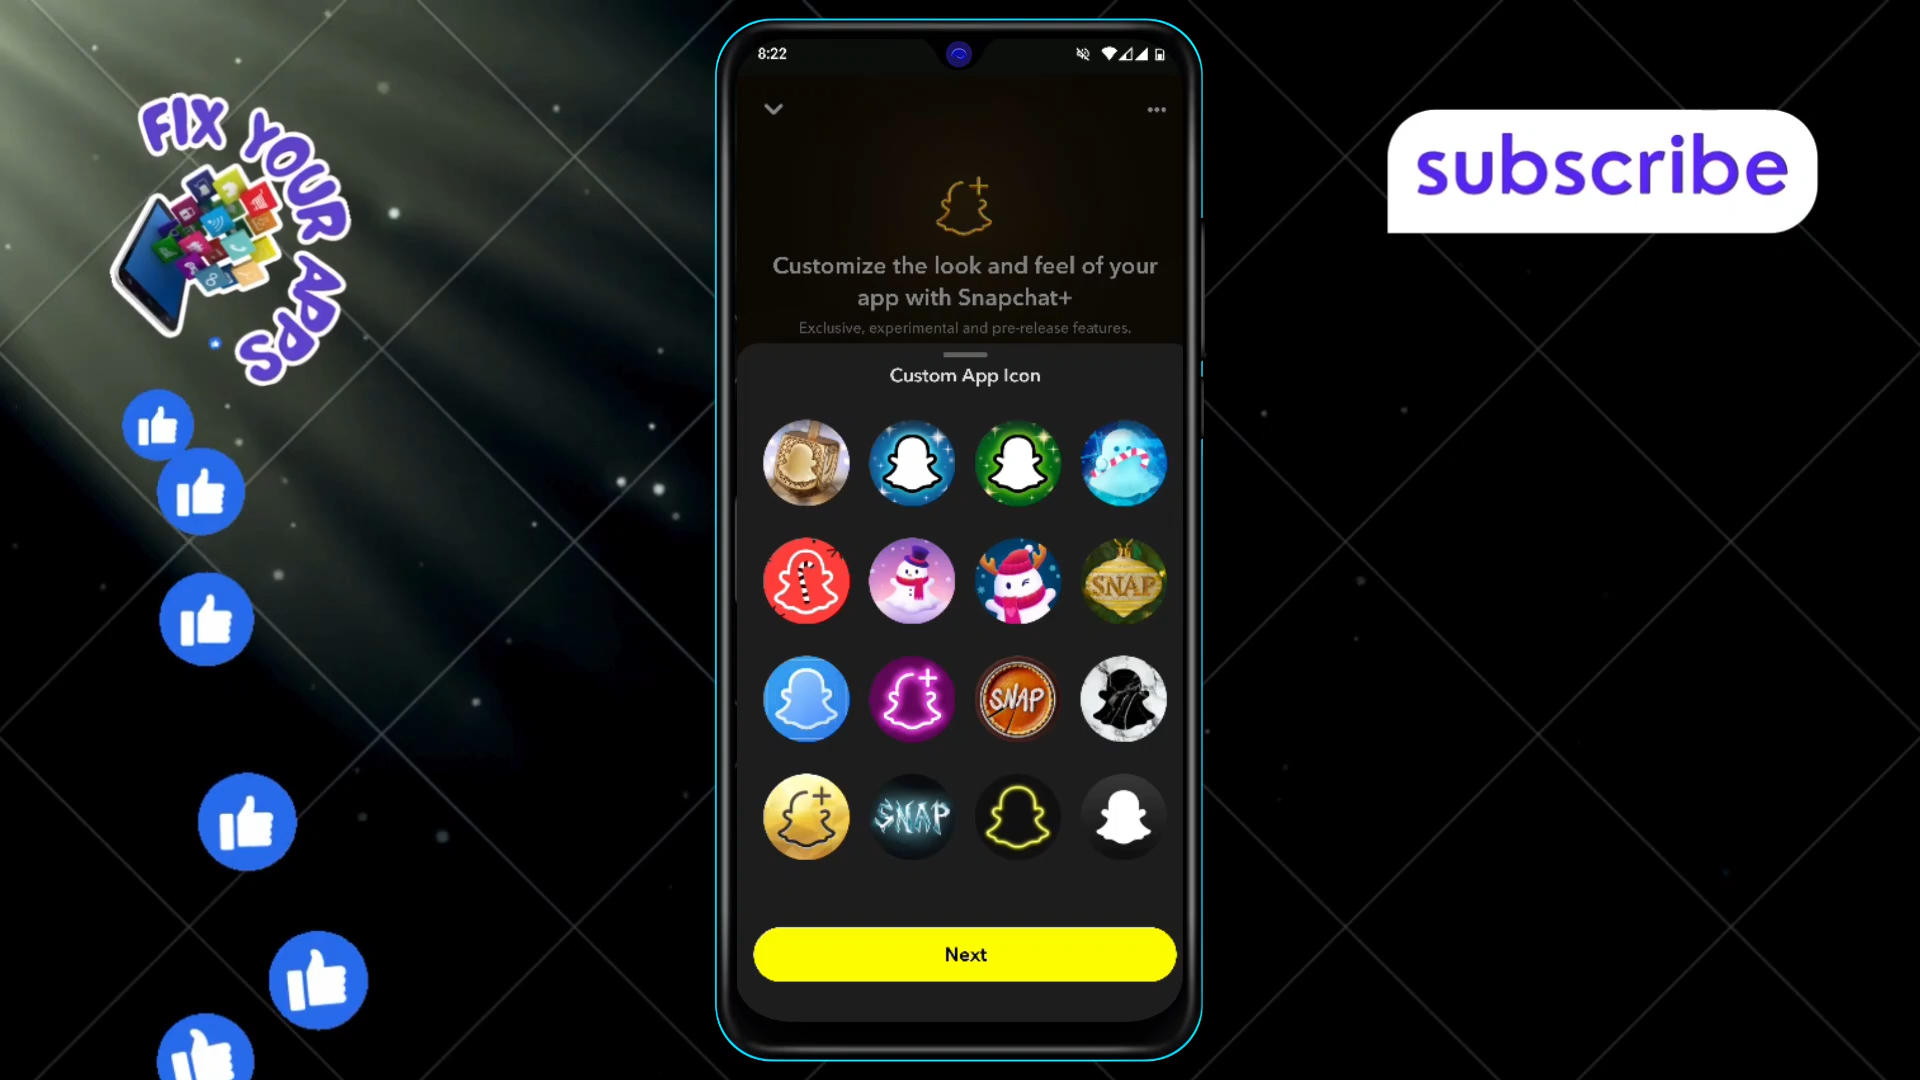 FIX YOUR APPS
subscribe
8:22
Customize the look and feel of your
app with Snapchat+
Exclusive, experimental and pre-release features.
Custom App Icon
SNAP
SNAP
SNAP
Next